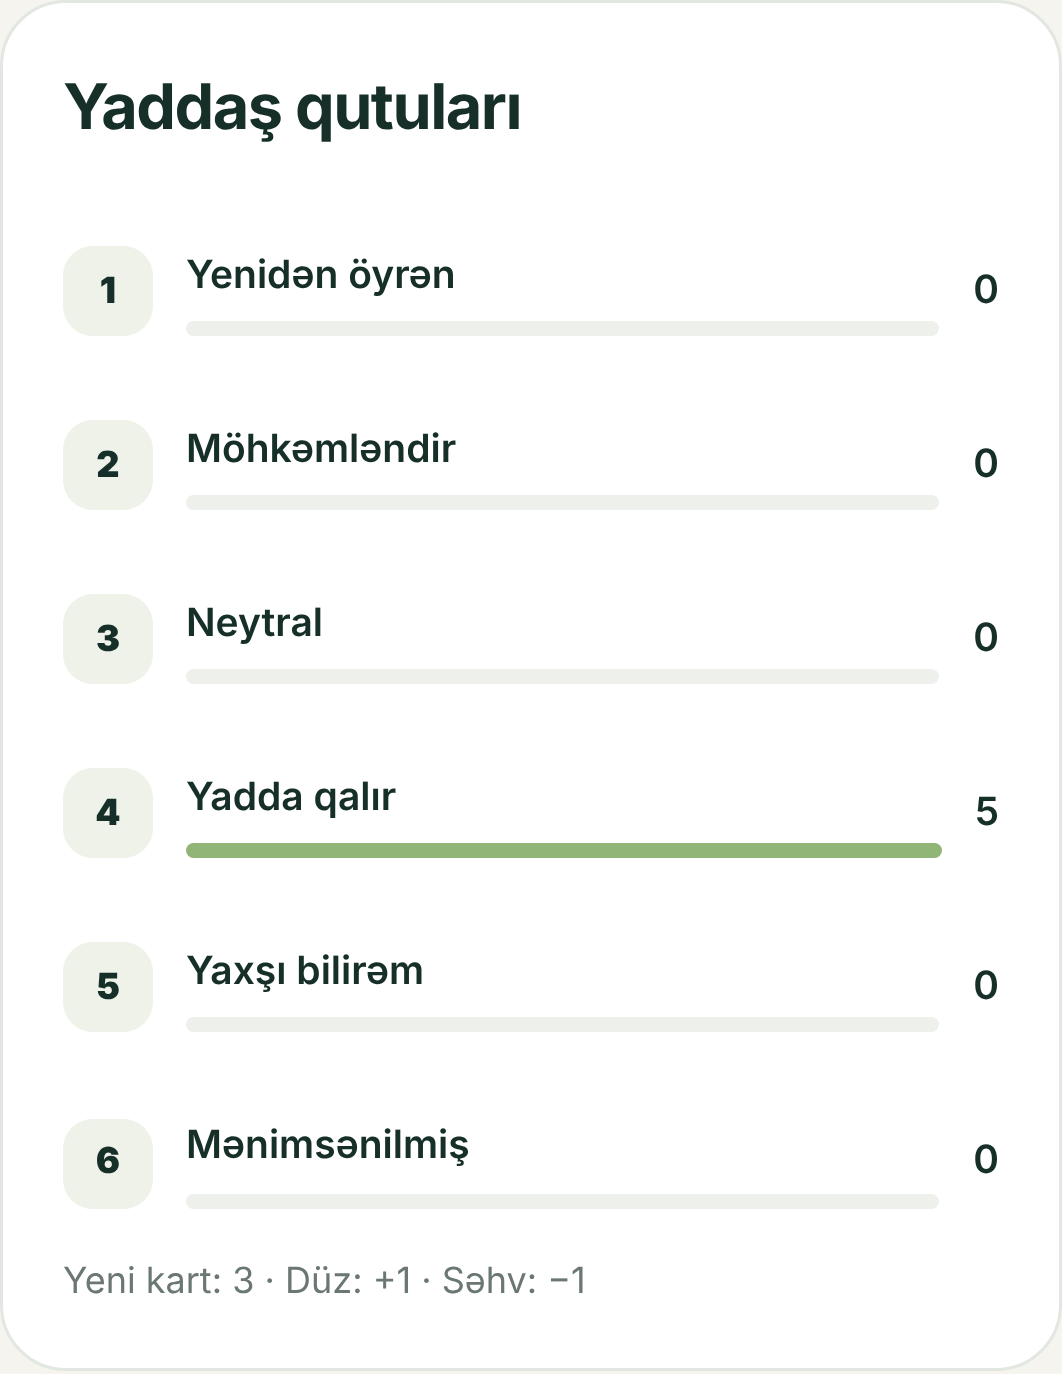 Yaddaş qutuları
1 Yenidən öyrən 0
2 Möhkəmləndir 0
3 Neytral 0
4 Yadda qalır 5
5 Yaxşı bilirəm 0
6 Mənimsənilmiş 0
Yeni kart: 3 · Düz: +1 · Səhv: −1